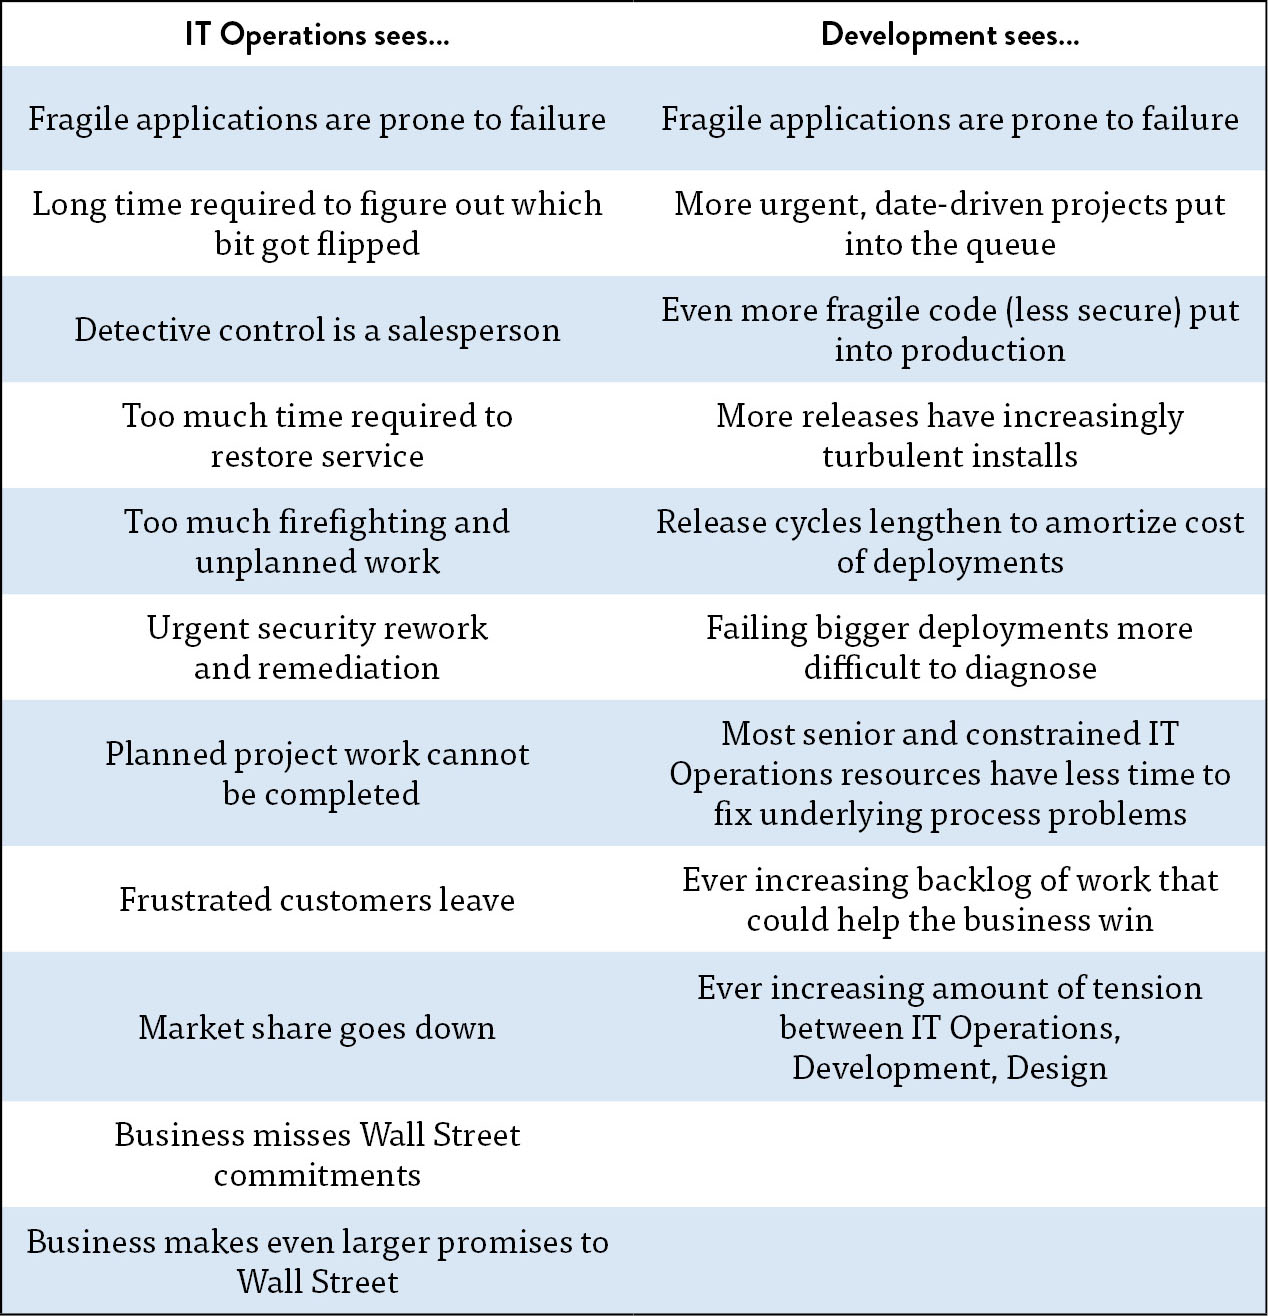 IT Operations sees...
Development sees...
Fragile applications are prone to failure
Fragile applications are prone to failure
Long time required to figure out which
bit got flipped
More urgent, date-driven projects put
into the queue
Detective control is a salesperson
Even more fragile code (less secure) put
into production
Too much time required to
restore service
More releases have increasingly
turbulent installs
Too much firefighting and
unplanned work
Release cycles lengthen to amortize cost
of deployments
Urgent security rework
and remediation
Failing bigger deployments more
difficult to diagnose
Planned project work cannot
be completed
Most senior and constrained IT
Operations resources have less time to
fix underlying process problems
Frustrated customers leave
Ever increasing backlog of work that
could help the business win
Market share goes down
Ever increasing amount of tension
between IT Operations,
Development, Design
Business misses Wall Street
commitments
Business makes even larger promises to
Wall Street